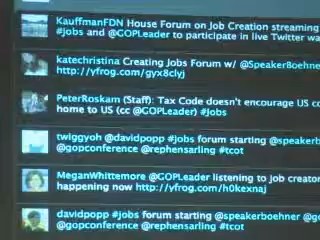 KauffmanFDN House Forum on Job Creation streaming
#Jobs and @GOPLeader to participate in live Twitter
katechristina Creating Jobs Forum w/ @SpeakerBoehner
http://yfrog.com/gyx8clyj
PeterRoskam (Staff): Tax Code doesn't encourage US
home to US (cc @GOPLeader) #Jobs
twiggyoh @davidpopp #jobs forum starting @speakerboehner
@gopconference @rephensarling #tcot
MeganWhittemore @GOPLeader listening to job
happening now http://yfrog.com/h0kexnaj
davidpopp #jobs forum starting @speakerboehner
@gopconference @rephensarling #tcot